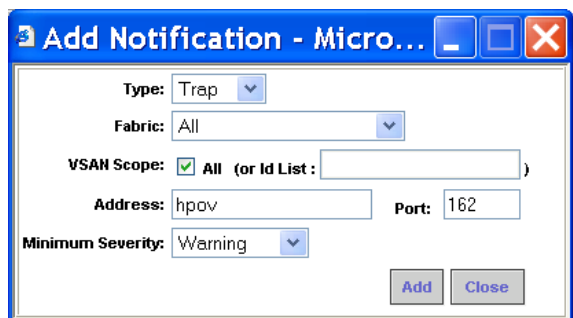 Add Notification - Micro...
Type: Trap
Fabric: All
VSAN Scope: All (or Id List : )
Address: hpov Port: 162
Minimum Severity: Warning
Add Close